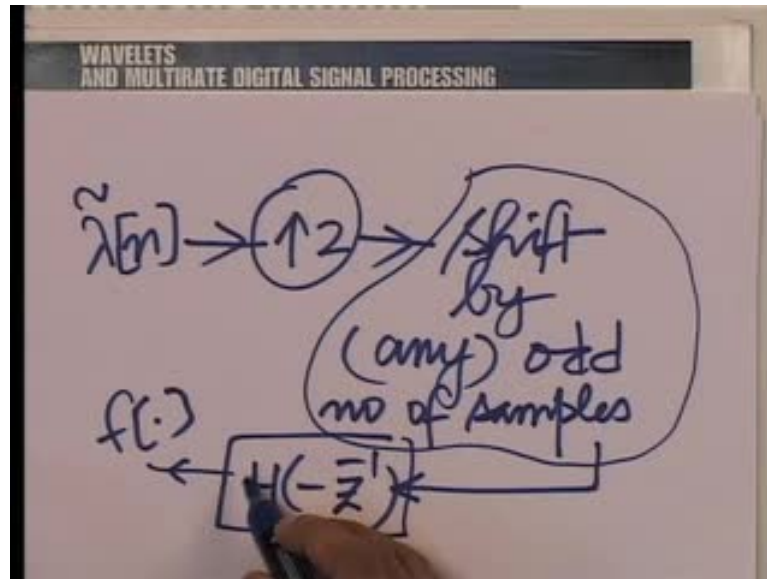 WAVELETS
AND MULTIRATE DIGITAL SIGNAL PROCESSING
λ̃[n] → ↑2 → shift
by
(any) odd
no of samples
f[.] ← H(-z⁻¹) ←